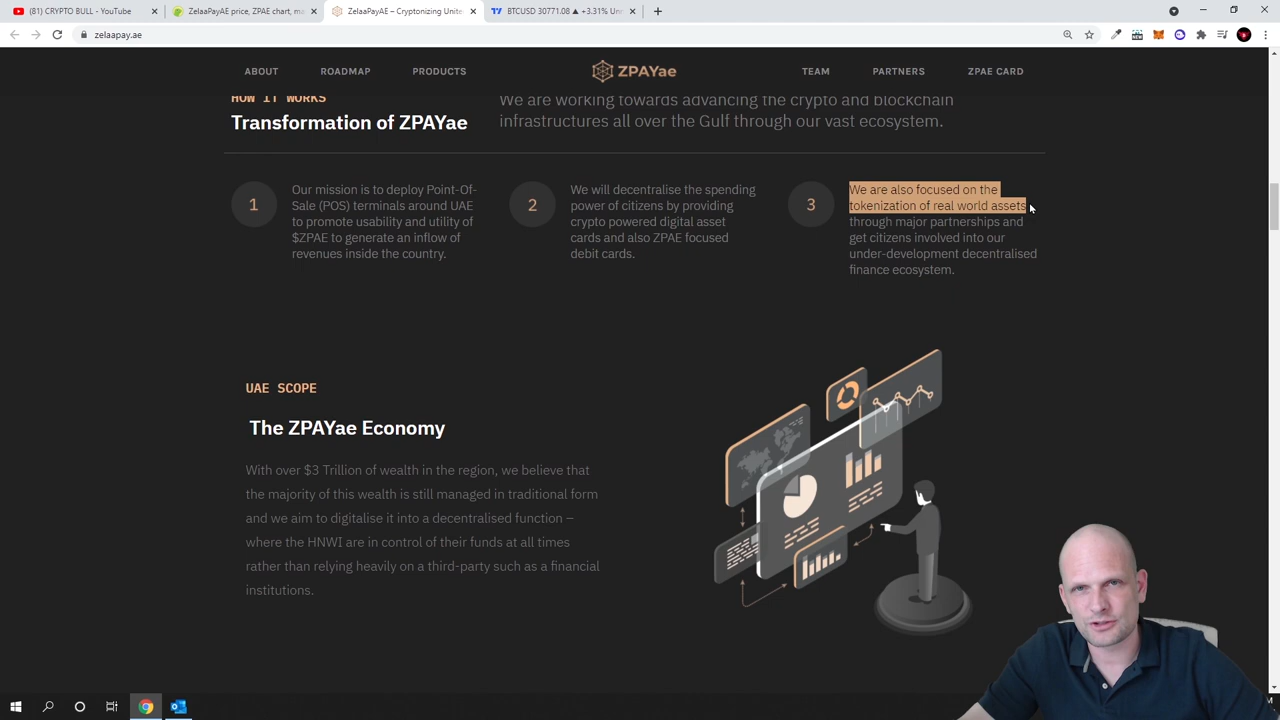 (81) CRYPTO BULL - YouTube
ZelaaPayAE price, ZPAE chart, ma
ZelaaPayAE – Cryptonizing Unite
BTCUSD 30771.08 ▲ +3.31% Un
zelaapay.ae
ABOUT
ROADMAP
PRODUCTS
ZPAYae
TEAM
PARTNERS
ZPAE CARD
HOW IT WORKS
Transformation of ZPAYae
We are working towards advancing the crypto and blockchain
infrastructures all over the Gulf through our vast ecosystem.
1
Our mission is to deploy Point-Of-
Sale (POS) terminals around UAE
to promote usability and utility of
$ZPAE to generate an inflow of
revenues inside the country.
2
We will decentralise the spending
power of citizens by providing
crypto powered digital asset
cards and also ZPAE focused
debit cards.
3
We are also focused on the
tokenization of real world assets
through major partnerships and
get citizens involved into our
under-development decentralised
finance ecosystem.
UAE SCOPE
The ZPAYae Economy
With over $3 Trillion of wealth in the region, we believe that
the majority of this wealth is still managed in traditional form
and we aim to digitalise it into a decentralised function –
where the HNWI are in control of their funds at all times
rather than relying heavily on a third-party such as a financial
institutions.